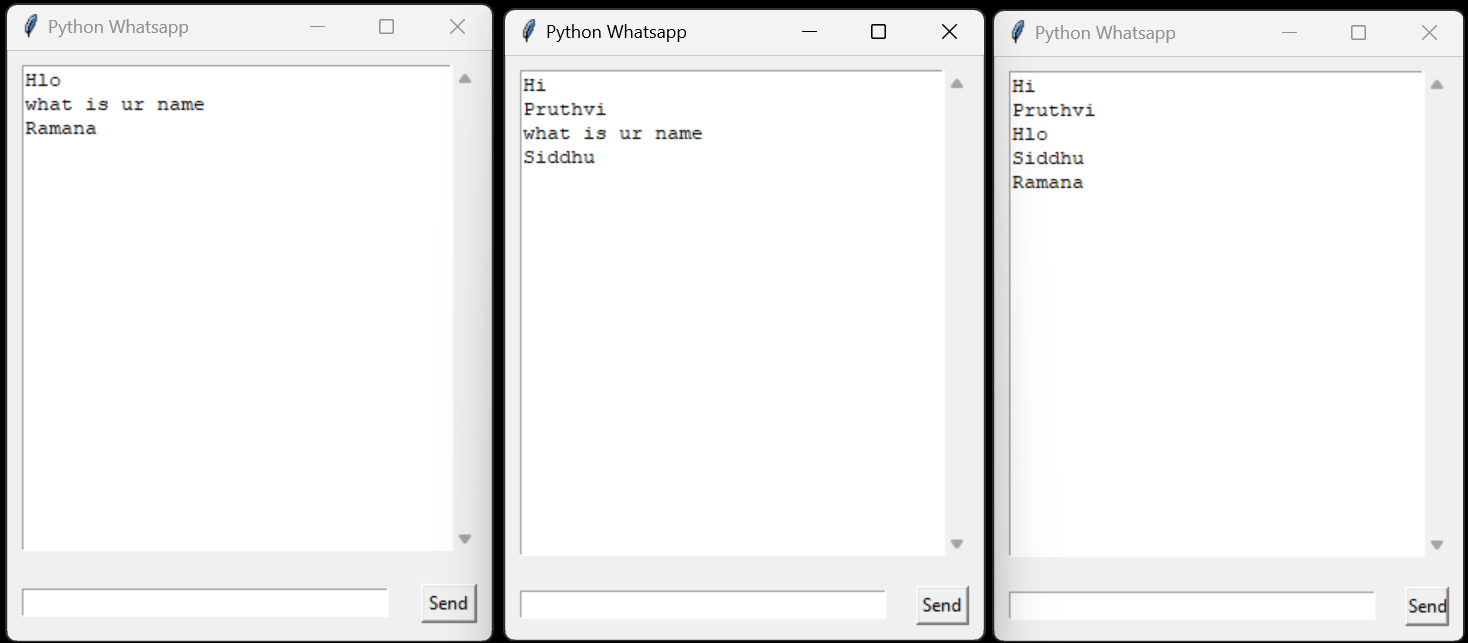 Python Whatsapp
Hlo
what is ur name
Ramana
Send
Python Whatsapp
Hi
Pruthvi
what is ur name
Siddhu
Send
Python Whatsapp
Hi
Pruthvi
Hlo
Siddhu
Ramana
Send